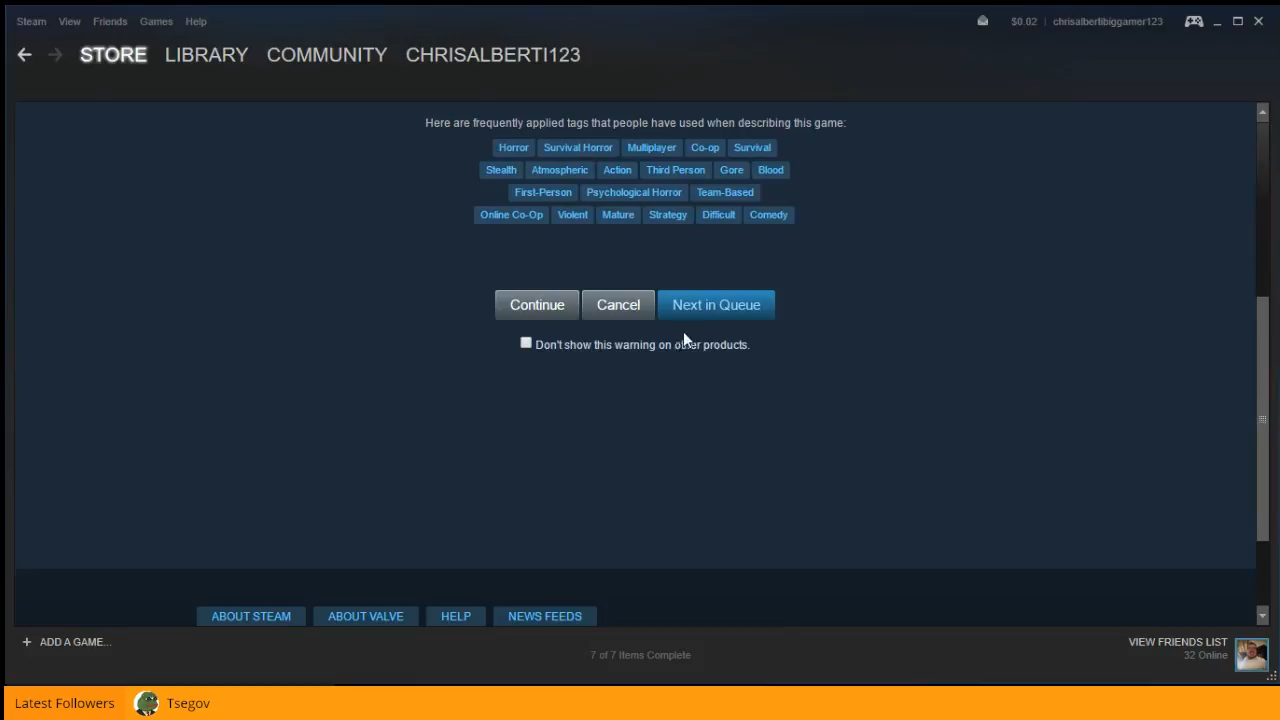 Steam View Friends Games Help $0.02 chrisalbertibiggamer123
STORE LIBRARY COMMUNITY CHRISALBERTI123
Here are frequently applied tags that people have used when describing this game:
Horror Survival Horror Multiplayer Co-op Survival
Stealth Atmospheric Action Third Person Gore Blood
First-Person Psychological Horror Team-Based
Online Co-Op Violent Mature Strategy Difficult Comedy
Continue Cancel Next in Queue
Don't show this warning on other products.
ABOUT STEAM ABOUT VALVE HELP NEWS FEEDS
+ ADD A GAME... VIEW FRIENDS LIST
7 of 7 Items Complete 32 Online
Latest Followers Tsegov